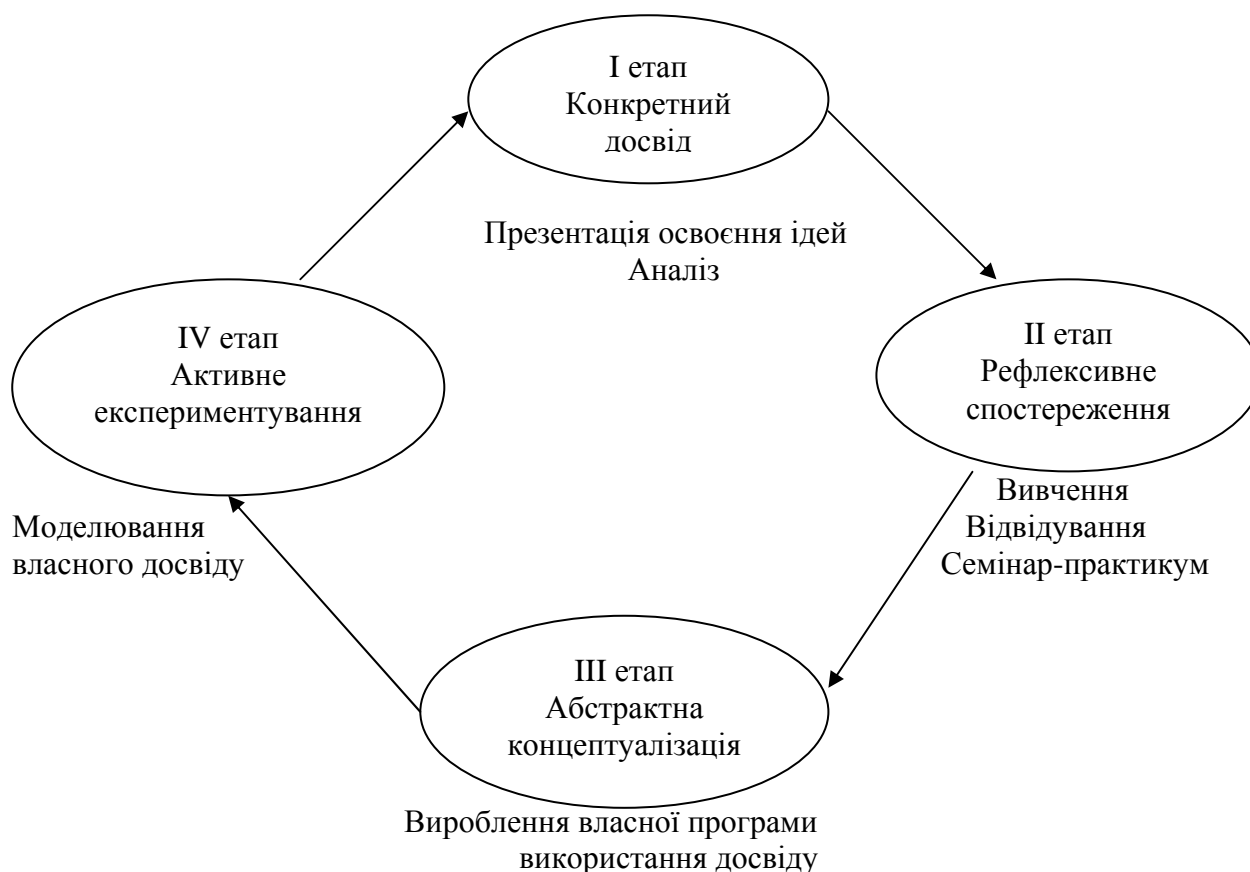 I етап
Конкретний
досвід
Презентація освоєння ідей
Аналіз
IV етап
Активне
експериментування
II етап
Рефлексивне
спостереження
Моделювання
власного досвіду
Вивчення
Відвідування
Семінар-практикум
III етап
Абстрактна
концептуалізація
Вироблення власної програми
використання досвіду